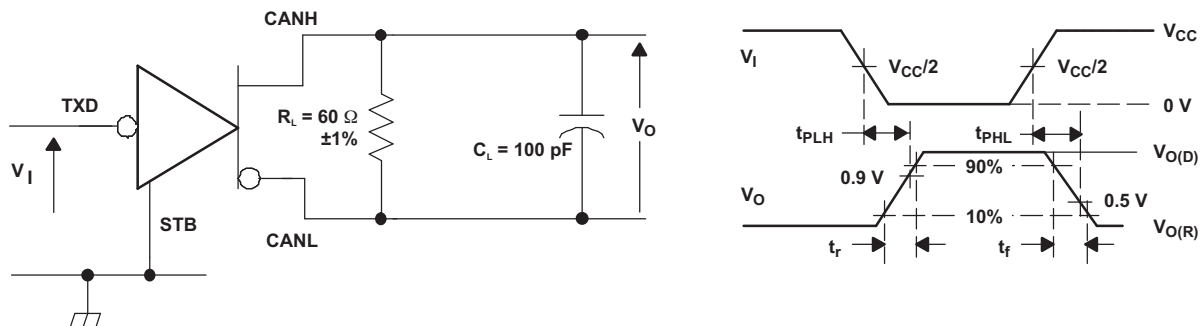 CANH
TXD
V_I
STB
CANL
R_L = 60 Ω
±1%
C_L = 100 pF
V_O
V_I
V_CC
V_CC/2
V_CC/2
0 V
t_PLH
t_PHL
V_O(D)
90%
0.9 V
V_O
0.5 V
10%
V_O(R)
t_r
t_f